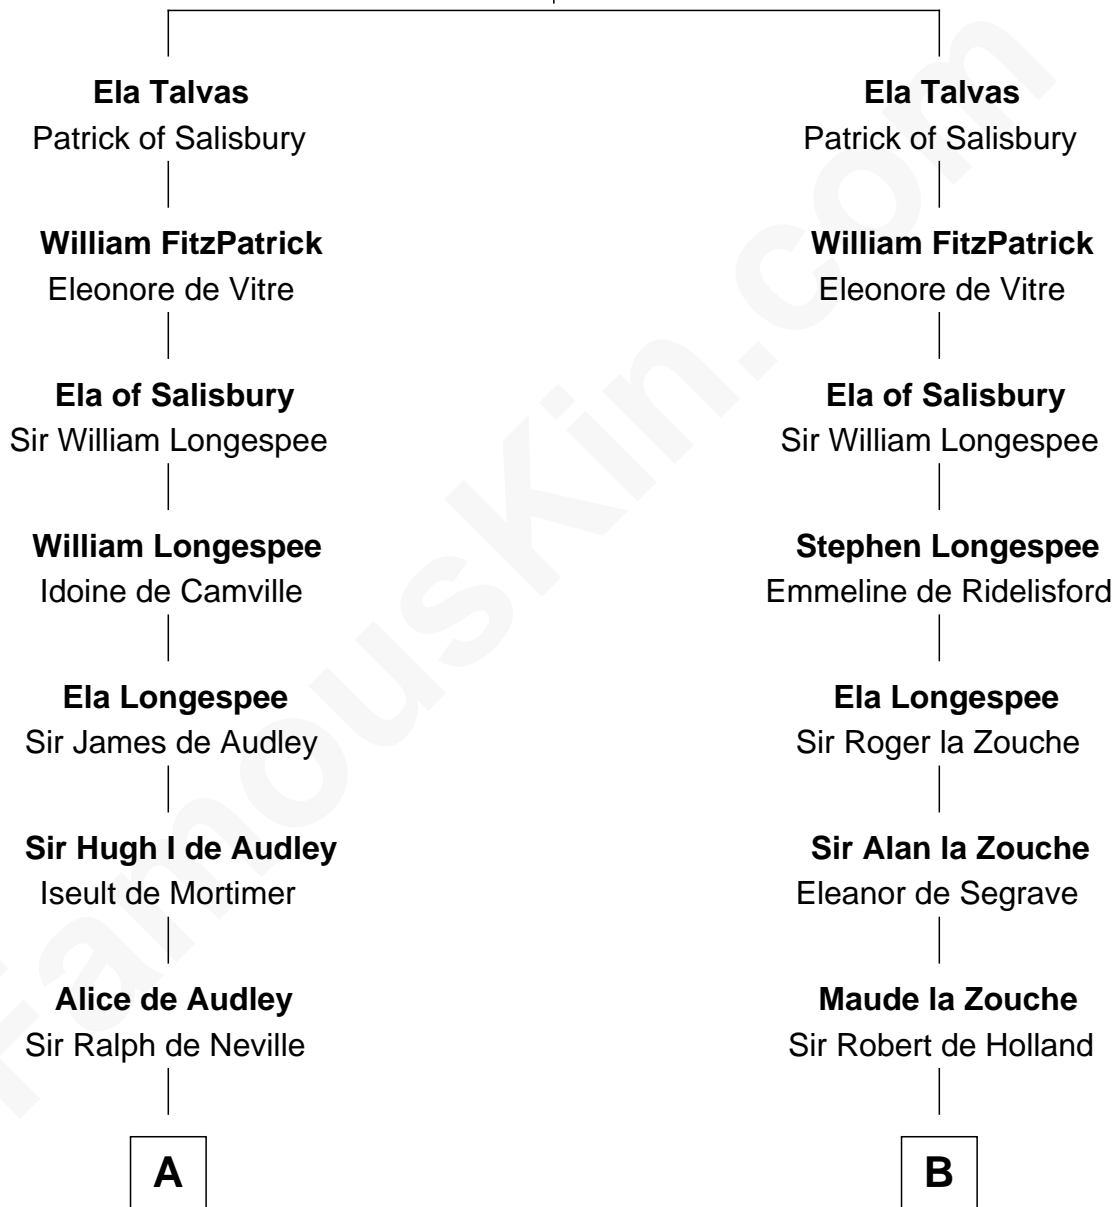 Ela Talvas
Patrick of Salisbury
William FitzPatrick
Eleonore de Vitre
Ela of Salisbury
Sir William Longespee
William Longespee
Idoine de Camville
Ela Longespee
Sir James de Audley
Sir Hugh I de Audley
Iseult de Mortimer
Alice de Audley
Sir Ralph de Neville
A
Ela Talvas
Patrick of Salisbury
William FitzPatrick
Eleonore de Vitre
Ela of Salisbury
Sir William Longespee
Stephen Longespee
Emmeline de Ridelisford
Ela Longespee
Sir Roger la Zouche
Sir Alan la Zouche
Eleanor de Segrave
Maude la Zouche
Sir Robert de Holland
B
FamousKin.com